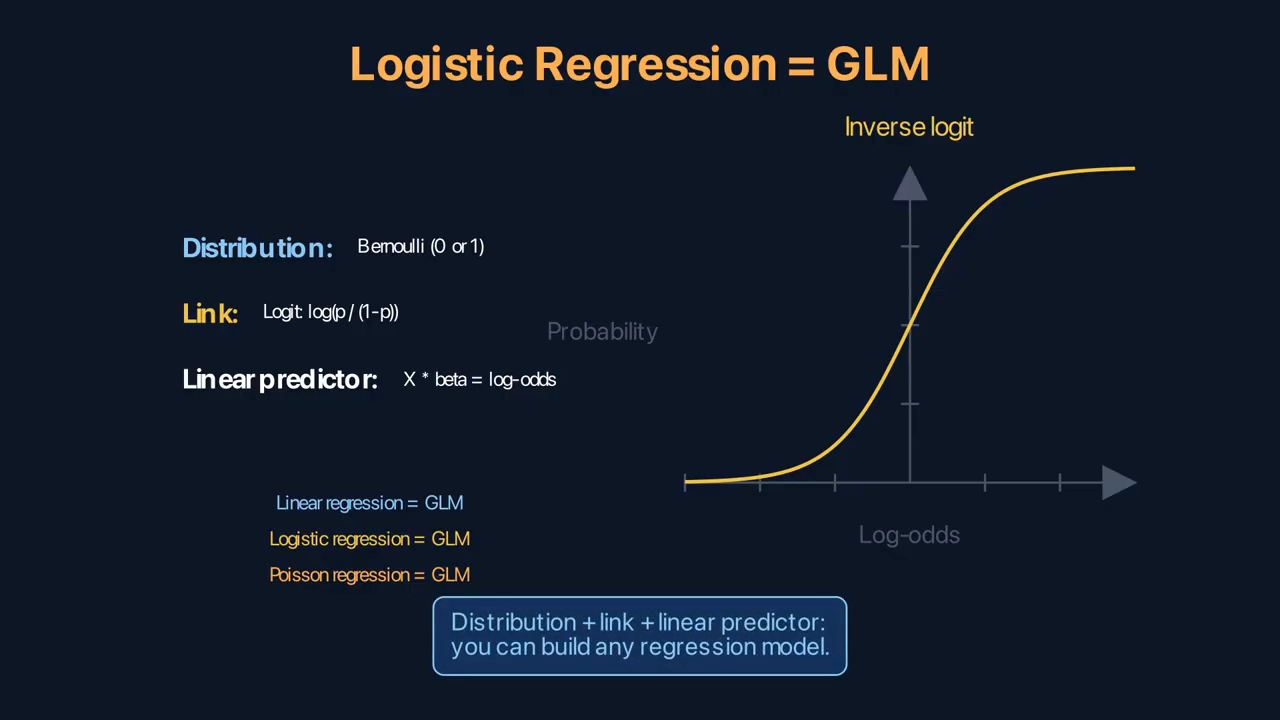 Logistic Regression = GLM
Inverse logit
Distribution: Bernoulli (0 or 1)
Link: Logit: log(p / (1-p))
Probability
Linear predictor: X * beta = log-odds
Linear regression = GLM
Log-odds
Logistic regression = GLM
Poisson regression = GLM
Distribution + link + linear predictor:
you can build any regression model.